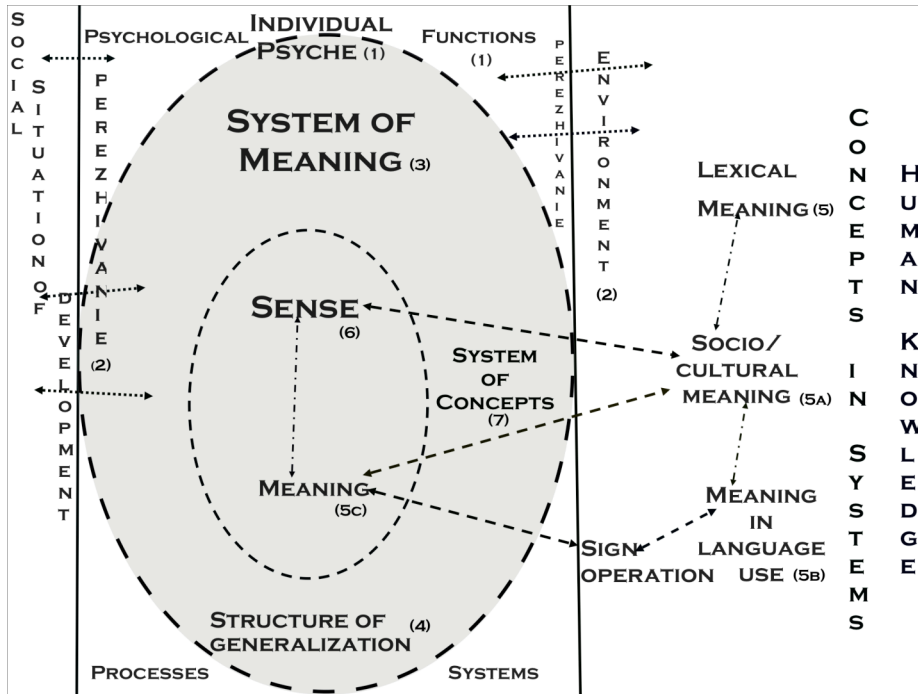 SOCIAL
SITUATION OF
DEVELOPMENT
PSYCHOLOGICAL
INDIVIDUAL
PSYCHE (1)
FUNCTIONS
(1)
PEREZHIVANIE
(2)
PEREZHIVANIE
ENVIRONMENT
(2)
SYSTEM OF
MEANING (3)
SENSE
(6)
SYSTEM
OF
CONCEPTS
(7)
MEANING
(5C)
STRUCTURE OF
GENERALIZATION (4)
PROCESSES
SYSTEMS
LEXICAL
MEANING (5)
SOCIO/
CULTURAL
MEANING (5A)
MEANING
IN
LANGUAGE
USE (5B)
SIGN
OPERATION
CONCEPTS IN SYSTEMS
HUMAN KNOWLEDGE